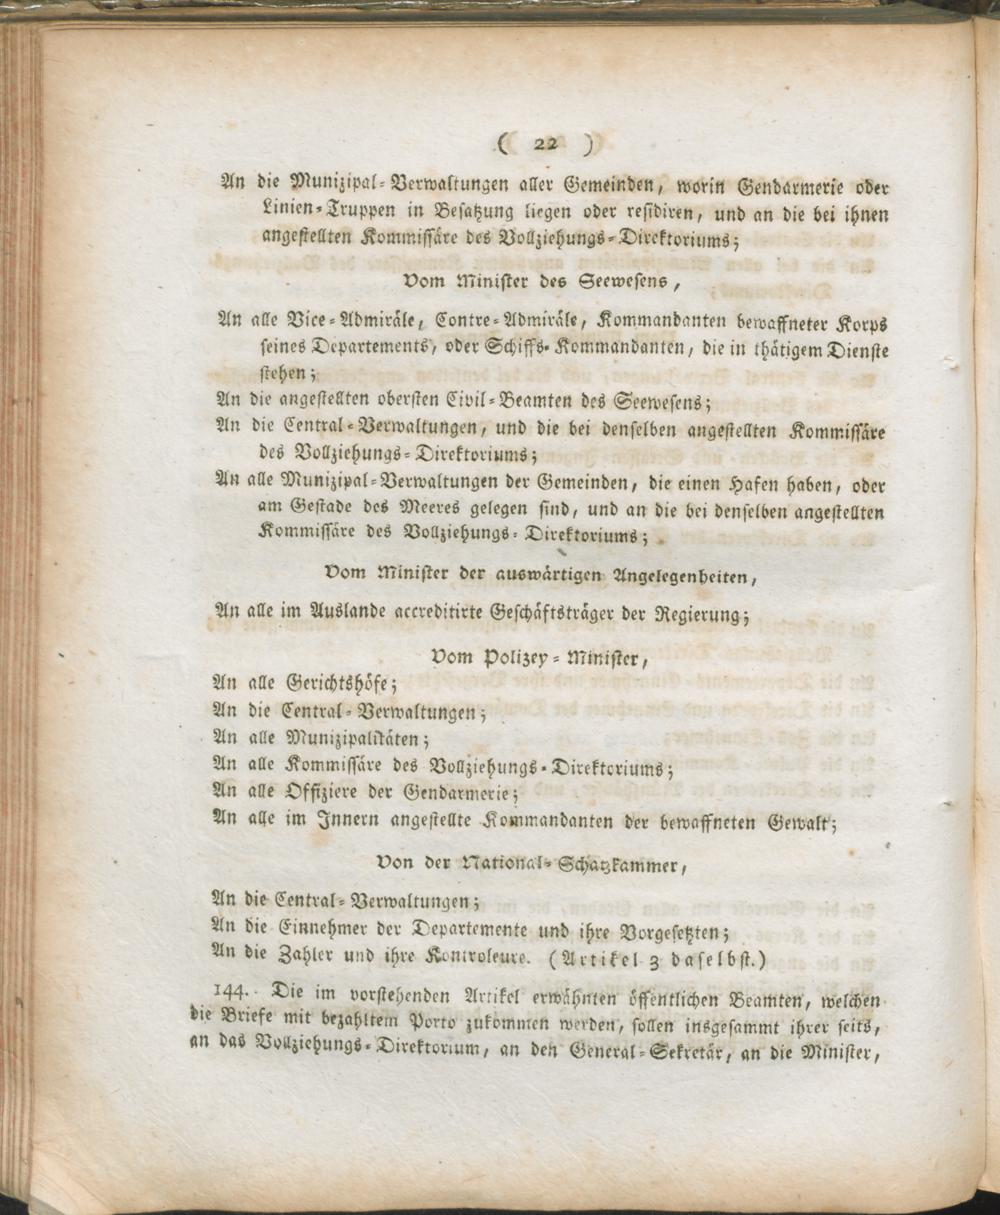 ( 22 )
An die Munizipal-Verwaltungen aller Gemeinden, worin Gendarmerie oder
Linien-Truppen in Besatzung liegen oder residiren, und an die bei ihnen
angestellten Kommissäre des Vollziehungs-Direktoriums;
Vom Minister des Seewesens,
An alle Vice-Admiräle, Contre-Admiräle, Kommandanten bewaffneter Korps
seines Departements, oder Schiffs-Kommandanten, die in thätigem Dienste
stehen;
An die angestellten obersten Civil-Beamten des Seewesens;
An die Central-Verwaltungen, und die bei denselben angestellten Kommissäre
des Vollziehungs-Direktoriums;
An alle Munizipal-Verwaltungen der Gemeinden, die einen Hafen haben, oder
am Gestade des Meeres gelegen sind, und an die bei denselben angestellten
Kommissäre des Vollziehungs-Direktoriums;
Vom Minister der auswärtigen Angelegenheiten,
An alle im Auslande accreditirte Geschäftsträger der Regierung;
Vom Polizey-Minister,
An alle Gerichtshöfe;
An die Central-Verwaltungen;
An alle Munizipalitäten;
An alle Kommissäre des Vollziehungs-Direktoriums;
An alle Offiziere der Gendarmerie;
An alle im Innern angestellte Kommandanten der bewaffneten Gewalt;
Von der National-Schatzkammer,
An die Central-Verwaltungen;
An die Einnehmer der Departemente und ihre Vorgesetzten;
An die Zahler und ihre Kontroleure. (Artikel 3 daselbst.)
144. Die im vorstehenden Artikel erwähnten öffentlichen Beamten, welchen
die Briefe mit bezahltem Porto zukommen werden, sollen insgesammt ihrer seits,
an das Vollziehungs-Direktorium, an den General-Sekretär, an die Minister,